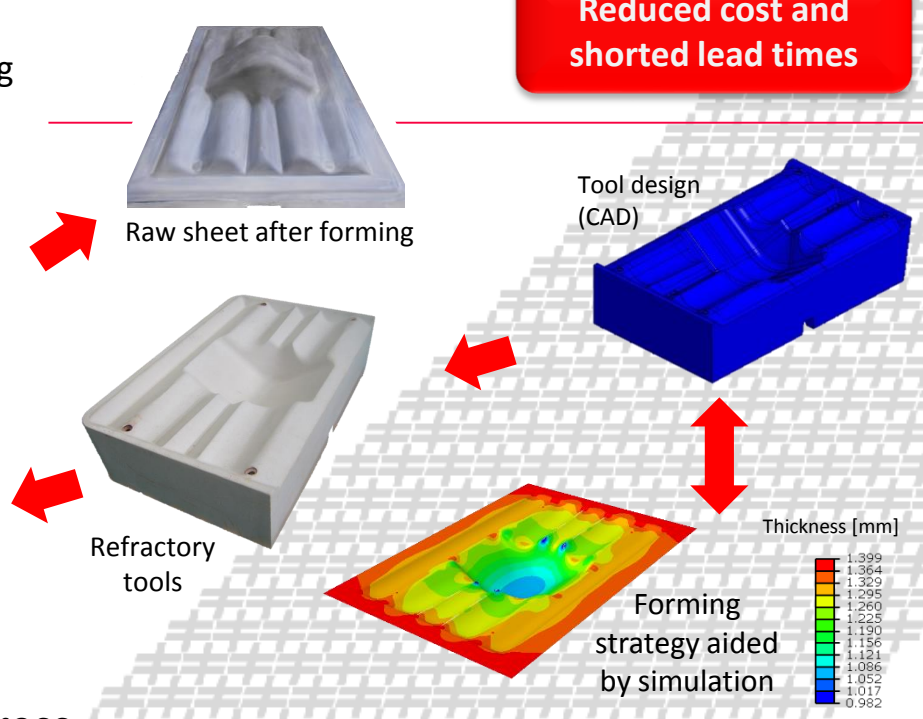 Reduced cost and
shorted lead times
g
Raw sheet after forming
Tool design
(CAD)
Refractory
tools
Thickness [mm]
1.399
1.364
1.329
1.295
1.260
1.225
1.190
1.156
1.121
1.086
1.052
1.017
0.982
Forming
strategy aided
by simulation